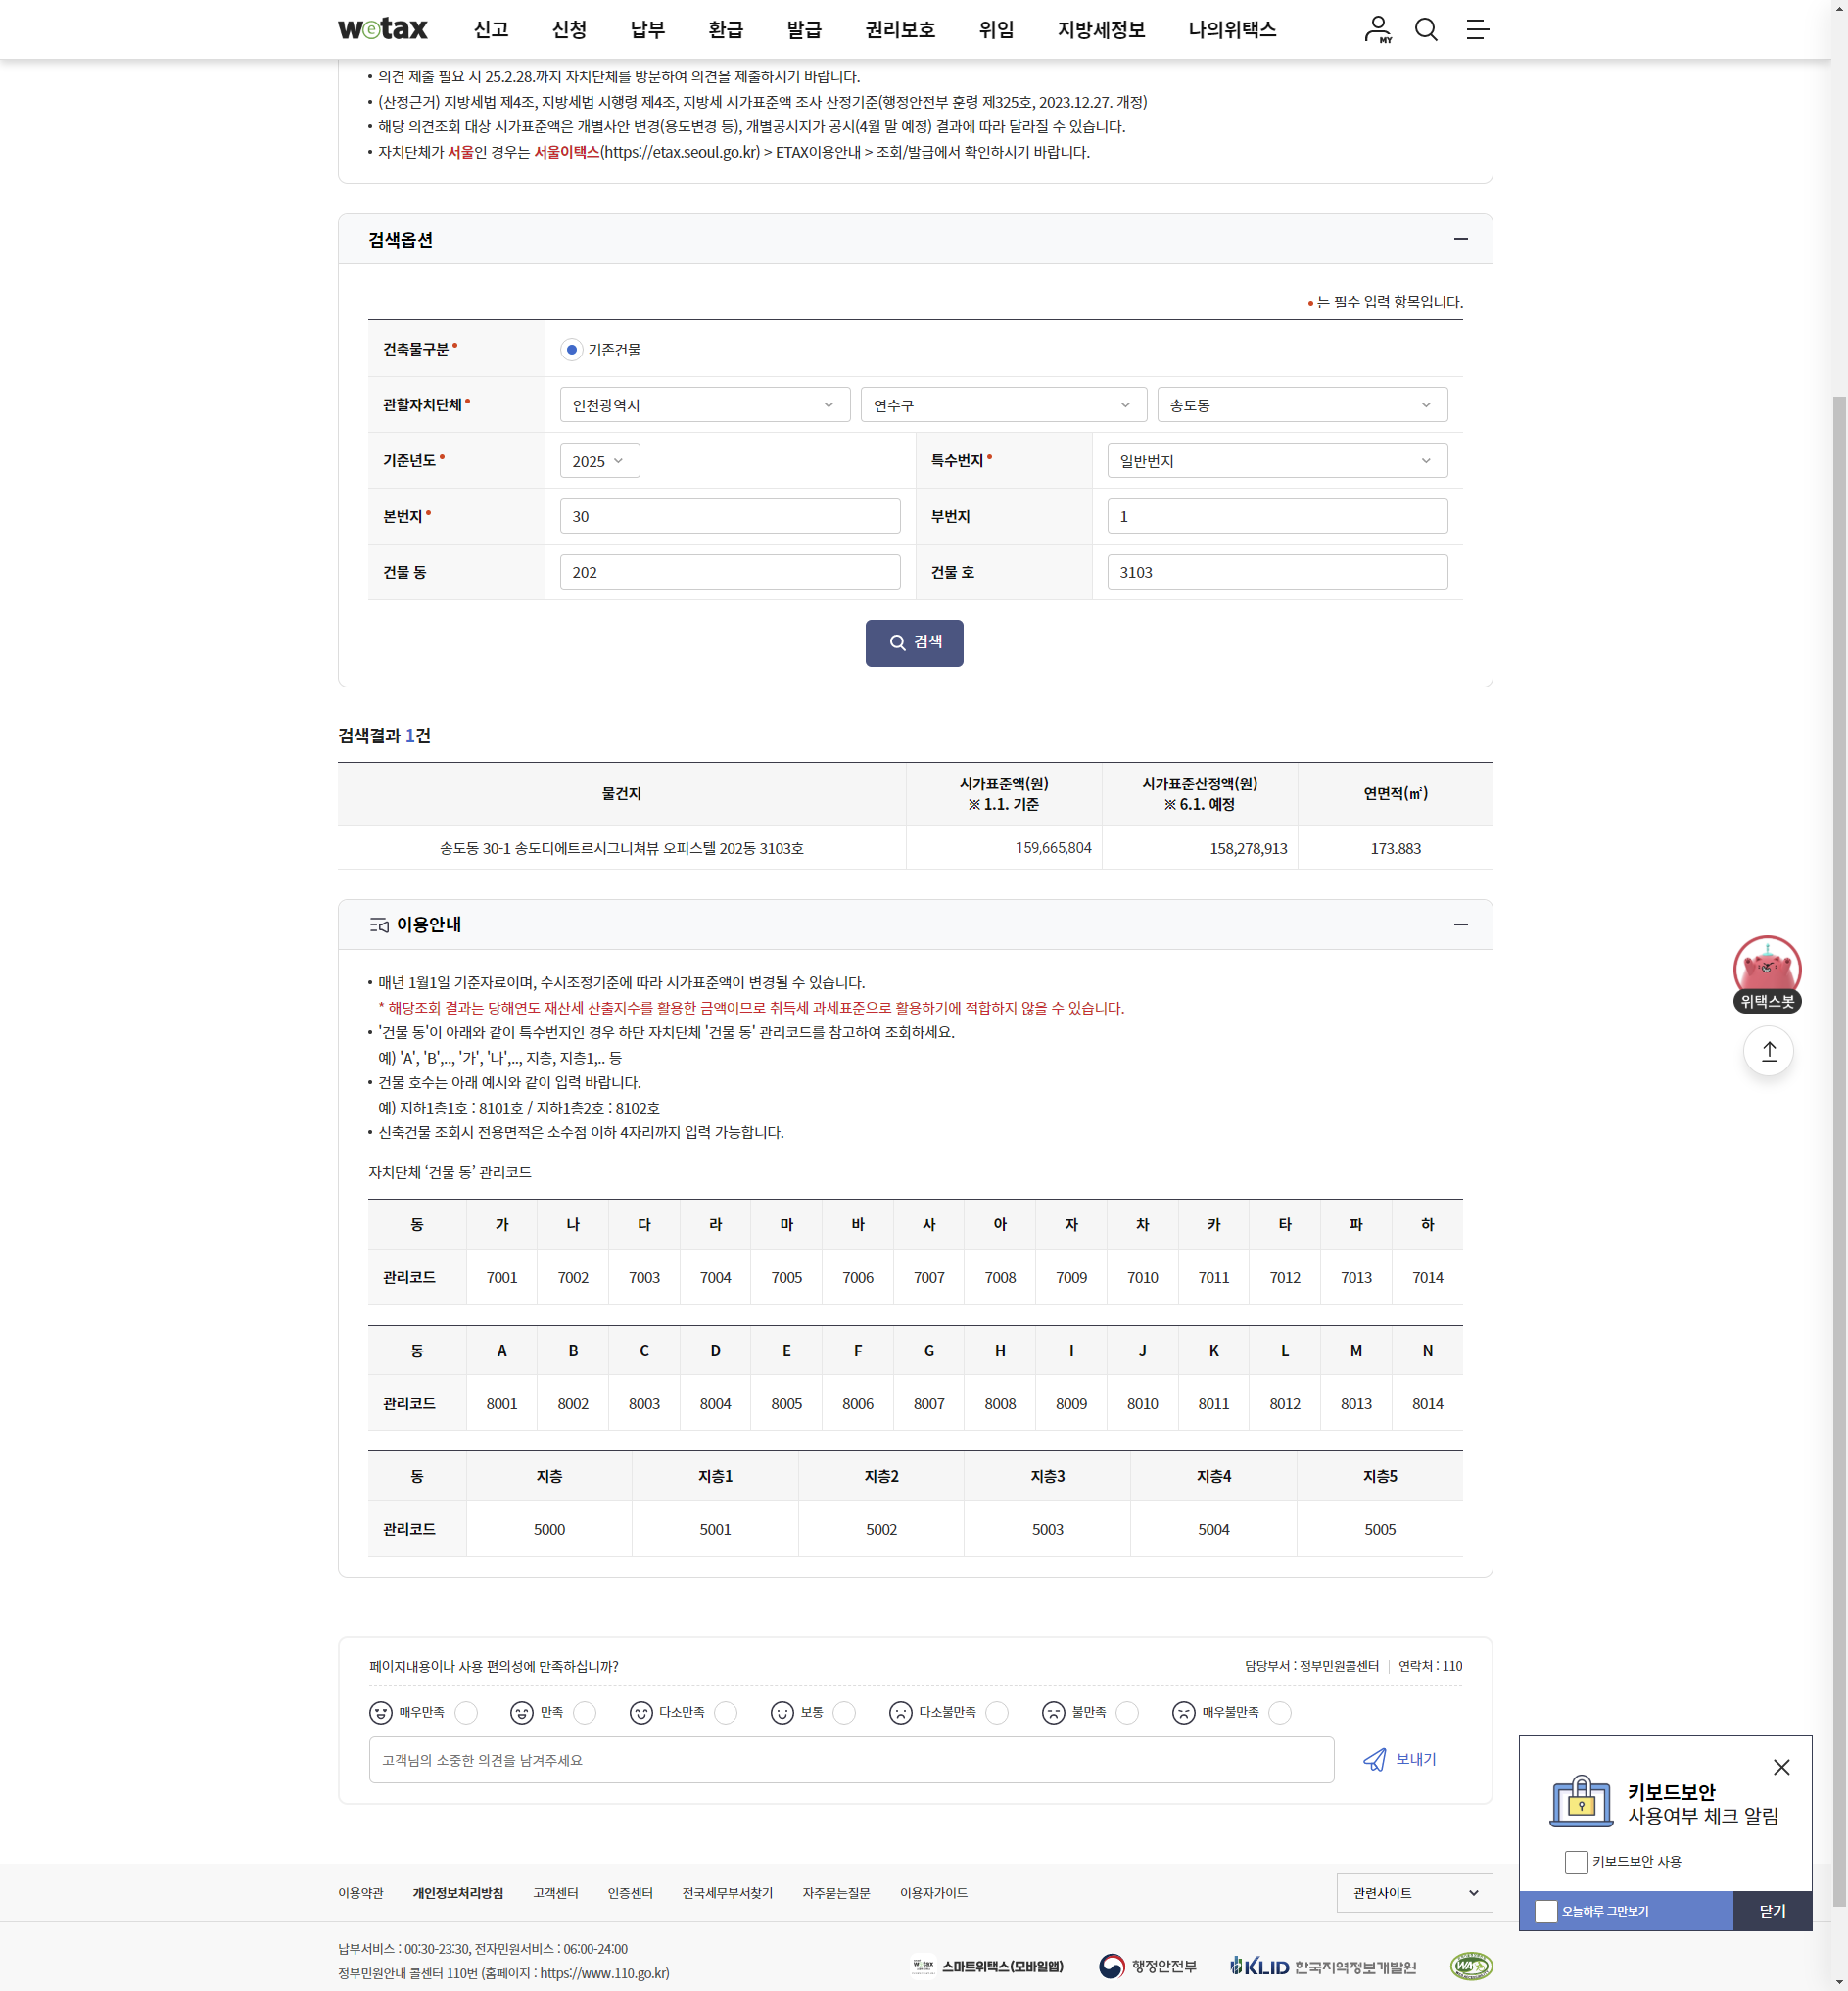 wetax 신고 신청 납부 환급 발급 권리보호 위임 지방세정보 나의위택스 MY
• 의견 제출 필요 시 25.2.28.까지 자치단체를 방문하여 의견을 제출하시기 바랍니다.
• (산정근거) 지방세법 제4조, 지방세법 시행령 제4조, 지방세 시가표준액 조사 산정기준(행정안전부 훈령 제325호, 2023.12.27. 개정)
• 해당 의견조회 대상 시가표준액은 개별사안 변경(용도변경 등), 개별공시지가 공시(4월 말 예정) 결과에 따라 달라질 수 있습니다.
• 자치단체가 서울인 경우는 서울이택스(https://etax.seoul.go.kr) > ETAX이용안내 > 조회/발급에서 확인하시기 바랍니다.
검색옵션
• 는 필수 입력 항목입니다.
건축물구분• 기존건물
관할자치단체• 인천광역시 연수구 송도동
기준년도• 2025 특수번지• 일반번지
본번지• 30 부번지 1
건물 동 202 건물 호 3103
검색
검색결과 1건
물건지 시가표준액(원) ※ 1.1. 기준 시가표준산정액(원) ※ 6.1. 예정 연면적(㎡)
송도동 30-1 송도디에트르시그니쳐뷰 오피스텔 202동 3103호 159,665,804 158,278,913 173.883
이용안내
• 매년 1월1일 기준자료이며, 수시조정기준에 따라 시가표준액이 변경될 수 있습니다.
* 해당조회 결과는 당해연도 재산세 산출지수를 활용한 금액이므로 취득세 과세표준으로 활용하기에 적합하지 않을 수 있습니다.
• '건물 동'이 아래와 같이 특수번지인 경우 하단 자치단체 '건물 동' 관리코드를 참고하여 조회하세요.
예) 'A', 'B',.., '가', '나',.., 지층, 지층1,.. 등
• 건물 호수는 아래 예시와 같이 입력 바랍니다.
예) 지하1층1호 : 8101호 / 지하1층2호 : 8102호
• 신축건물 조회시 전용면적은 소수점 이하 4자리까지 입력 가능합니다.
위택스봇
자치단체 ‘건물 동’ 관리코드
동 가 나 다 라 마 바 사 아 자 차 카 타 파 하
관리코드 7001 7002 7003 7004 7005 7006 7007 7008 7009 7010 7011 7012 7013 7014
동 A B C D E F G H I J K L M N
관리코드 8001 8002 8003 8004 8005 8006 8007 8008 8009 8010 8011 8012 8013 8014
동 지층 지층1 지층2 지층3 지층4 지층5
관리코드 5000 5001 5002 5003 5004 5005
페이지내용이나 사용 편의성에 만족하십니까? 담당부서 : 정부민원콜센터 | 연락처 : 110
매우만족 만족 다소만족 보통 다소불만족 불만족 매우불만족
고객님의 소중한 의견을 남겨주세요 보내기
키보드보안
사용여부 체크 알림
키보드보안 사용
오늘하루 그만보기 닫기
이용약관 개인정보처리방침 고객센터 인증센터 전국세무부서찾기 자주묻는질문 이용자가이드 관련사이트
납부서비스 : 00:30-23:30, 전자민원서비스 : 06:00-24:00
정부민원안내 콜센터 110번 (홈페이지 : https://www.110.go.kr)
wetax 스마트위택스(모바일앱) 행정안전부 KLID 한국지역정보개발원 WA